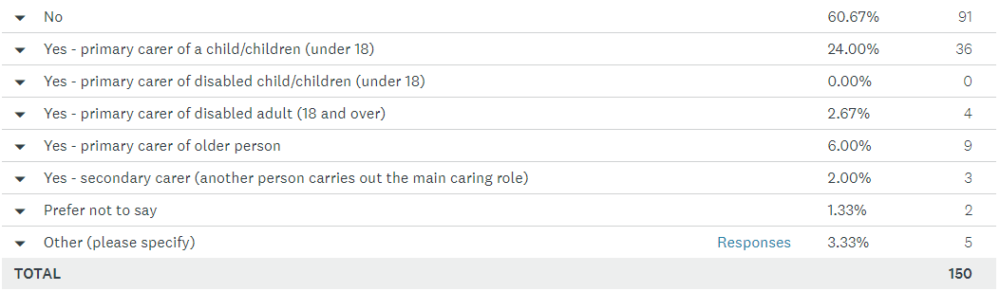 No 60.67% 91
Yes - primary carer of a child/children (under 18) 24.00% 36
Yes - primary carer of disabled child/children (under 18) 0.00% 0
Yes - primary carer of disabled adult (18 and over) 2.67% 4
Yes - primary carer of older person 6.00% 9
Yes - secondary carer (another person carries out the main caring role) 2.00% 3
Prefer not to say 1.33% 2
Other (please specify) Responses 3.33% 5
TOTAL 150